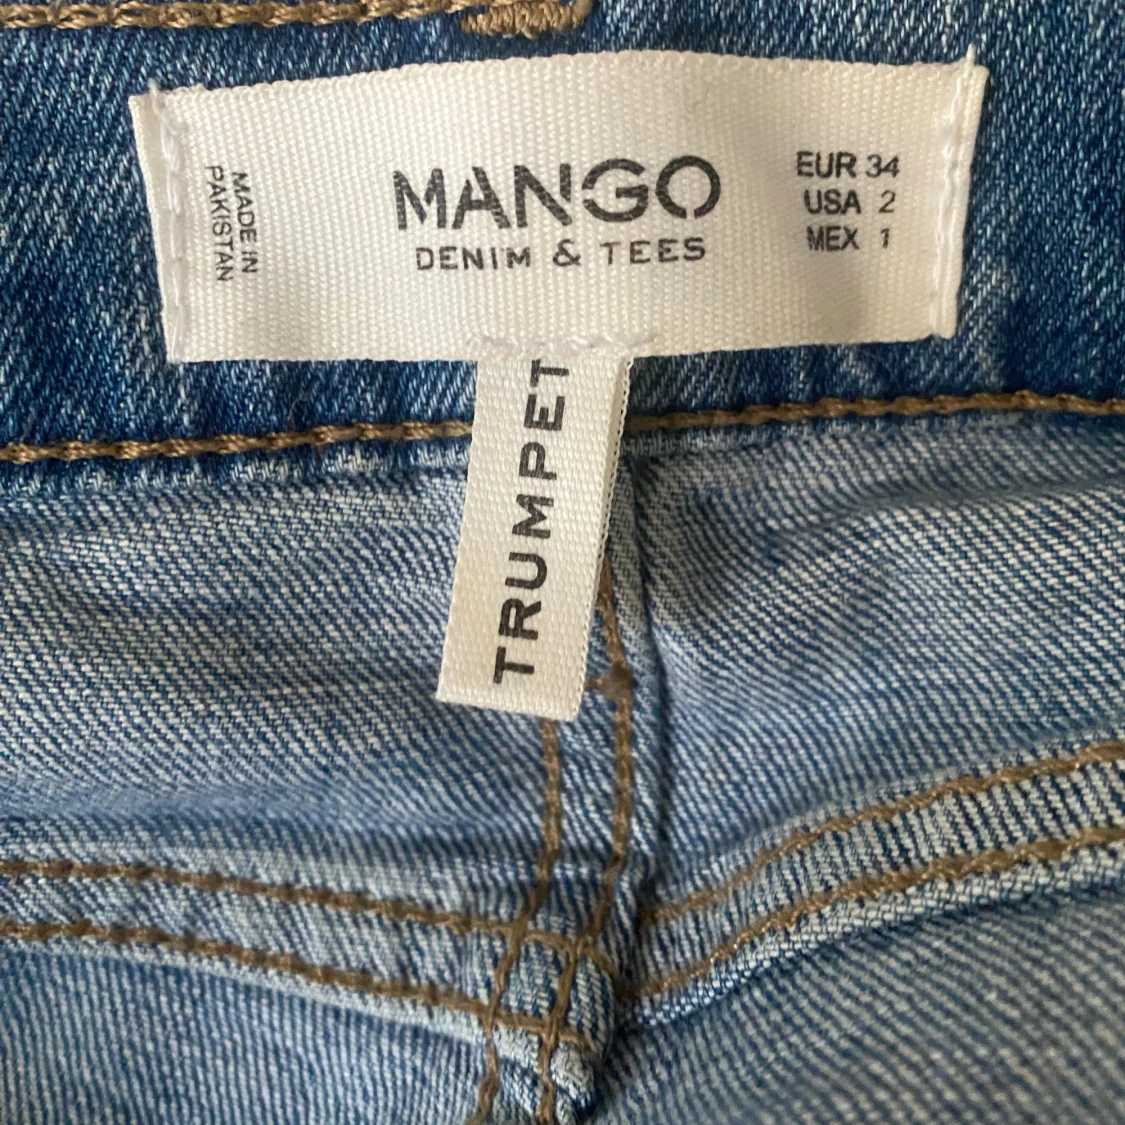 MADE IN
PAKISTAN
MANGO
DENIM & TEES
EUR 34
USA 2
MEX 1
TRUMPET